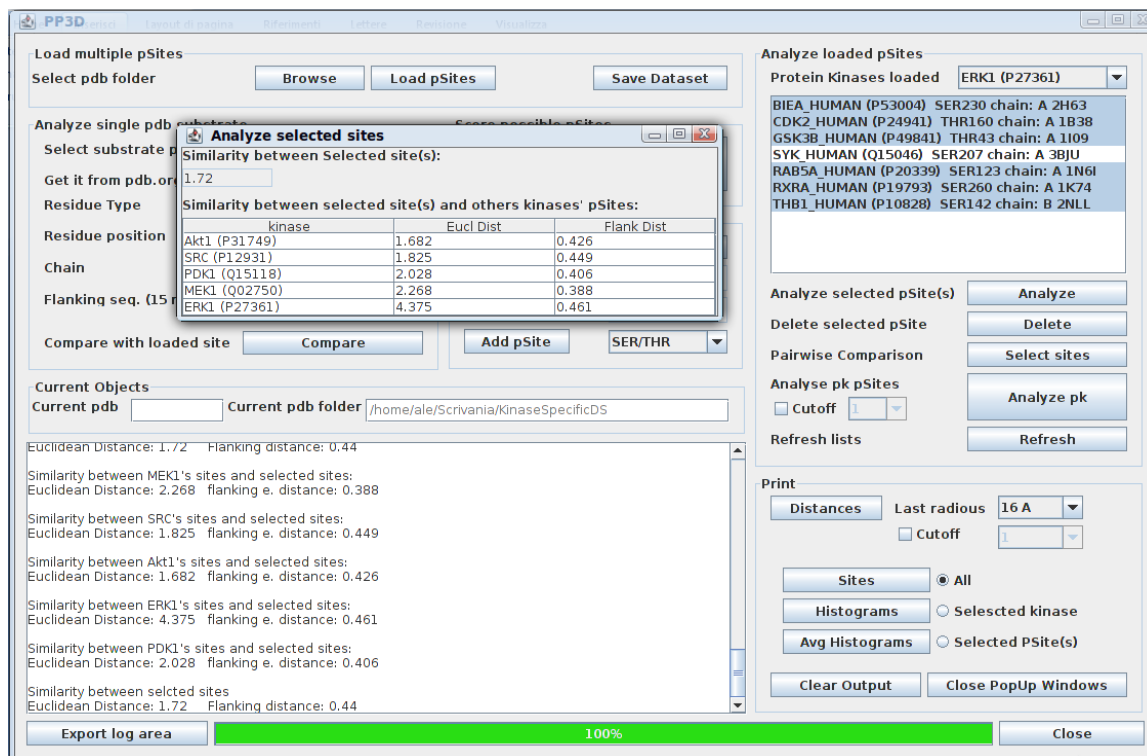 PP3D
serisci Layout di pagina Riferimenti Lettere Revisione Visualizza
Load multiple pSites
Select pdb folder Browse Load pSites Save Dataset
Analyze single pdb substrate
Select substrate p
Get it from pdb.or
Residue Type
Residue position
Chain
Flanking seq. (15 r
Compare with loaded site Compare
Score possible pSites
Add pSite SER/THR
Analyze selected sites
Similarity between Selected site(s):
1.72
Similarity between selected site(s) and others kinases' pSites:
kinase Eucl Dist Flank Dist
Akt1 (P31749) 1.682 0.426
SRC (P12931) 1.825 0.449
PDK1 (Q15118) 2.028 0.406
MEK1 (Q02750) 2.268 0.388
ERK1 (P27361) 4.375 0.461
Current Objects
Current pdb Current pdb folder /home/ale/Scrivania/KinaseSpecificDS
Euclidean Distance: 1.72 Flanking distance: 0.44
Similarity between MEK1's sites and selected sites:
Euclidean Distance: 2.268 flanking e. distance: 0.388
Similarity between SRC's sites and selected sites:
Euclidean Distance: 1.825 flanking e. distance: 0.449
Similarity between Akt1's sites and selected sites:
Euclidean Distance: 1.682 flanking e. distance: 0.426
Similarity between ERK1's sites and selected sites:
Euclidean Distance: 4.375 flanking e. distance: 0.461
Similarity between PDK1's sites and selected sites:
Euclidean Distance: 2.028 flanking e. distance: 0.406
Similarity between selcted sites
Euclidean Distance: 1.72 Flanking distance: 0.44
Export log area 100% Close
Analyze loaded pSites
Protein Kinases loaded ERK1 (P27361)
BIEA_HUMAN (P53004) SER230 chain: A 2H63
CDK2_HUMAN (P24941) THR160 chain: A 1B38
GSK3B_HUMAN (P49841) THR43 chain: A 1I09
SYK_HUMAN (Q15046) SER207 chain: A 3BJU
RAB5A_HUMAN (P20339) SER123 chain: A 1N6I
RXRA_HUMAN (P19793) SER260 chain: A 1K74
THB1_HUMAN (P10828) SER142 chain: B 2NLL
Analyze selected pSite(s) Analyze
Delete selected pSite Delete
Pairwise Comparison Select sites
Analyse pk pSites Analyze pk
Cutoff 1
Refresh lists Refresh
Print
Distances Last radious 16 A
Cutoff 1
Sites All
Histograms Selescted kinase
Avg Histograms Selected PSite(s)
Clear Output Close PopUp Windows